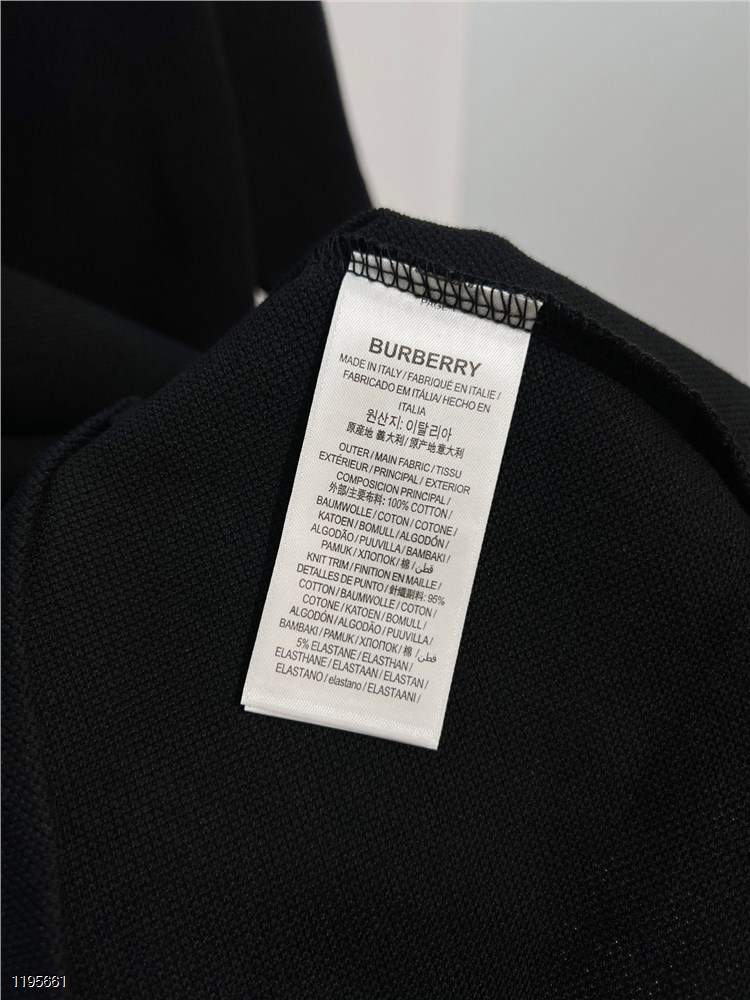 BURBERRY
MADE IN ITALY / FABRIQUÉ EN ITALIE /
FABRICADO EM ITÁLIA/ HECHO EN
ITALIA
원산지: 이탈리아
原産地 義大利 / 原产地意大利
OUTER / MAIN FABRIC / TISSU
EXTÉRIEUR / PRINCIPAL / EXTERIOR
COMPOSICION PRINCIPAL /
外部/主要布料: 100% COTTON /
BAUMWOLLE / COTON / COTONE /
KATOEN / BOMULL / ALGODÓN /
ALGODÃO / PUUVILLA / BAMBAKI /
PAMUK / ХЛОПОК / 棉 / قطن /
KNIT TRIM / FINITION EN MAILLE /
DETALLES DE PUNTO / 針織副料: 95%
COTTON / BAUMWOLLE / COTON /
COTONE / KATOEN / BOMULL /
ALGODÓN / ALGODÃO / PUUVILLA /
BAMBAKI / PAMUK / ХЛОПОК / 棉 / قطن /
5% ELASTANE / ELASTHAN /
ELASTHANE / ELASTAAN / ELASTAN /
ELASTANO / elastano / ELASTAANI /
1195661